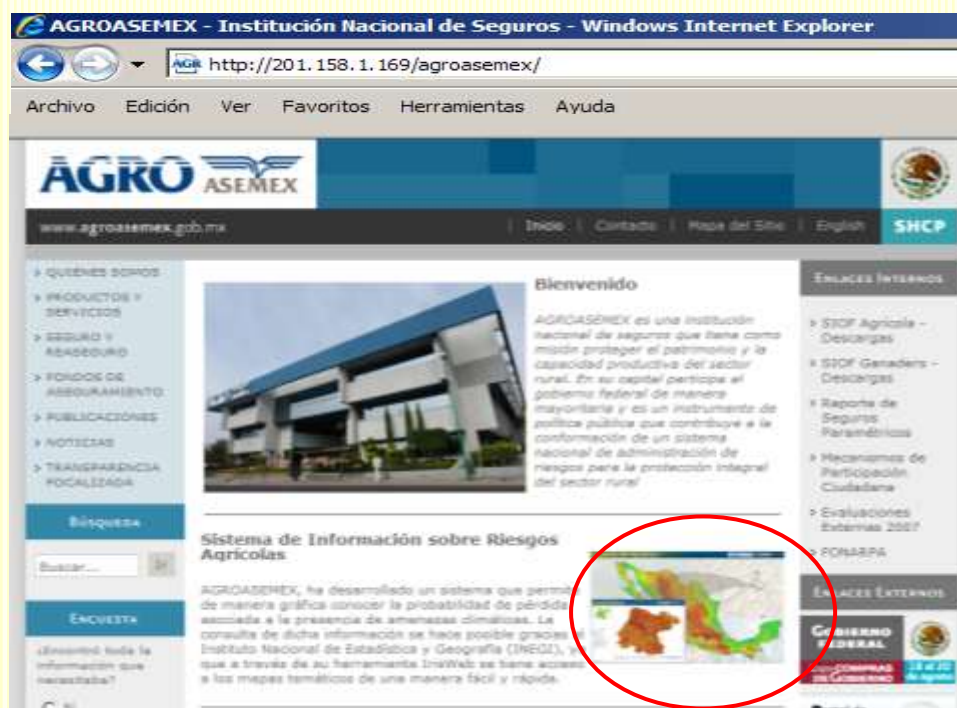 AGROASEMEX - Institución Nacional de Seguros - Windows Internet Explorer
AGR http://201.158.1.169/agroasemex/
Archivo Edición Ver Favoritos Herramientas Ayuda
AGRO ASEMEX
www.agroasemex.gob.mx
Inicio | Contacto | Mapa del Sitio | English
SHCP
QUIÉNES SOMOS
PRODUCTOS Y
SERVICIOS
SEGURO Y
REASEGURO
FONDOS DE
ASEGURAMIENTO
PUBLICACIONES
NOTICIAS
TRANSPARENCIA
FOCALIZADA
Búsqueda
Buscar...
Encuesta
¿Encontró toda la
información que
necesitaba?
Bienvenido
AGROASEMEX es una institución
nacional de seguros que tiene como
misión proteger el patrimonio y la
capacidad productiva del sector
rural. En su capital participa el
gobierno federal de manera
mayoritaria y es un instrumento de
política pública que contribuye a la
conformación de un sistema
nacional de administración de
riesgos para la protección integral
del sector rural
Sistema de Información sobre Riesgos
Agrícolas
AGROASEMEX, ha desarrollado un sistema que permite
de manera gráfica conocer la probabilidad de pérdida
asociada a la presencia de amenazas climáticas. La
consulta de dicha información se hace posible gracias al
Instituto Nacional de Estadística y Geografía (INEGI), y
que a través de su herramienta IrisWeb se tiene acceso
a los mapas temáticos de una manera fácil y rápida.
Enlaces Internos
SIOF Agrícola -
Descargas
SIOF Ganadero -
Descargas
Reporte de
Seguros
Paramétricos
Mecanismos de
Participación
Ciudadana
Evaluaciones
Externas 2007
FONARPA
Enlaces Externos
Gobierno
Federal
Compras
de Gobierno
de agosto